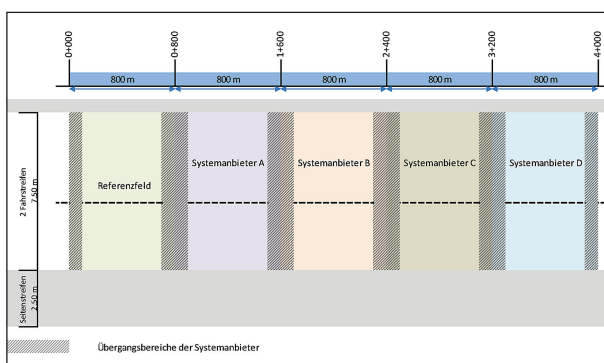 0+000
0+800
1+600
2+400
3+200
4+000
800 m
800 m
800 m
800 m
800 m
2 Fahrstreifen
7,50 m
Referenzfeld
Systemanbieter A
Systemanbieter B
Systemanbieter C
Systemanbieter D
Seitenstreifen
2,50 m
Übergangsbereiche der Systemanbieter